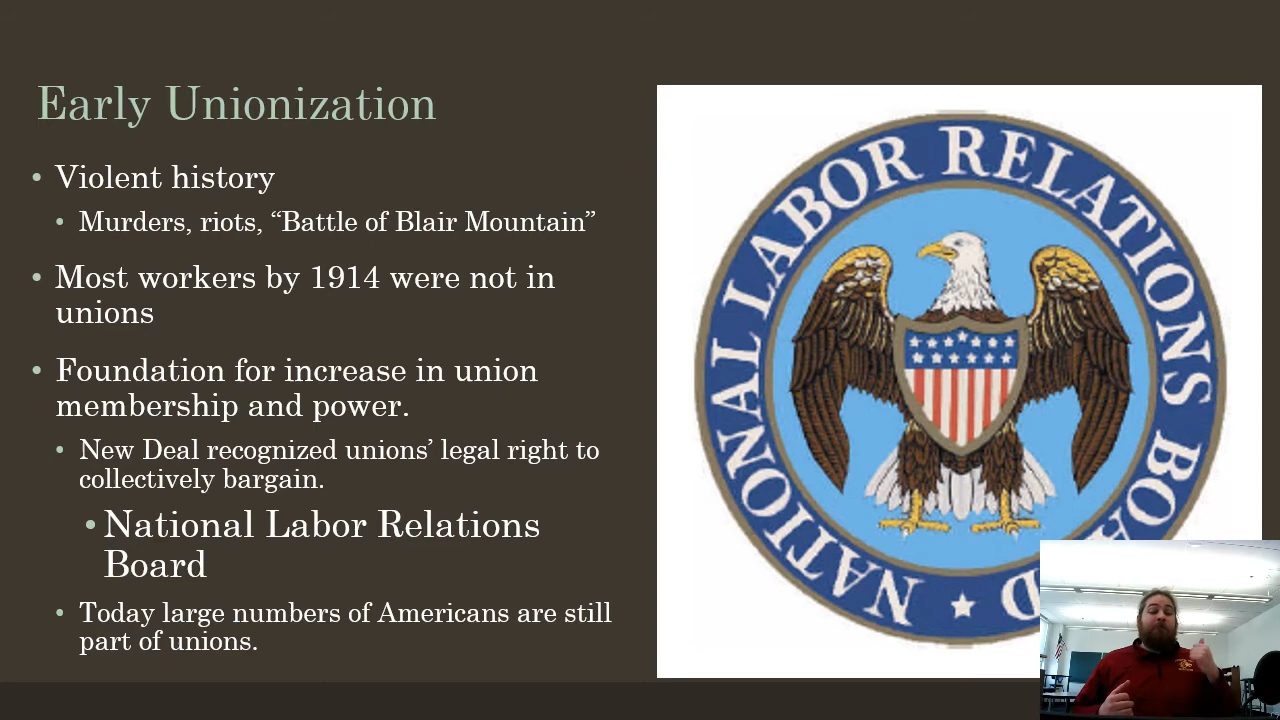 Early Unionization
• Violent history
• Murders, riots, “Battle of Blair Mountain”
• Most workers by 1914 were not in
unions
• Foundation for increase in union
membership and power.
• New Deal recognized unions’ legal right to
collectively bargain.
• National Labor Relations
Board
• Today large numbers of Americans are still
part of unions.
NATIONAL LABOR RELATIONS BOA D